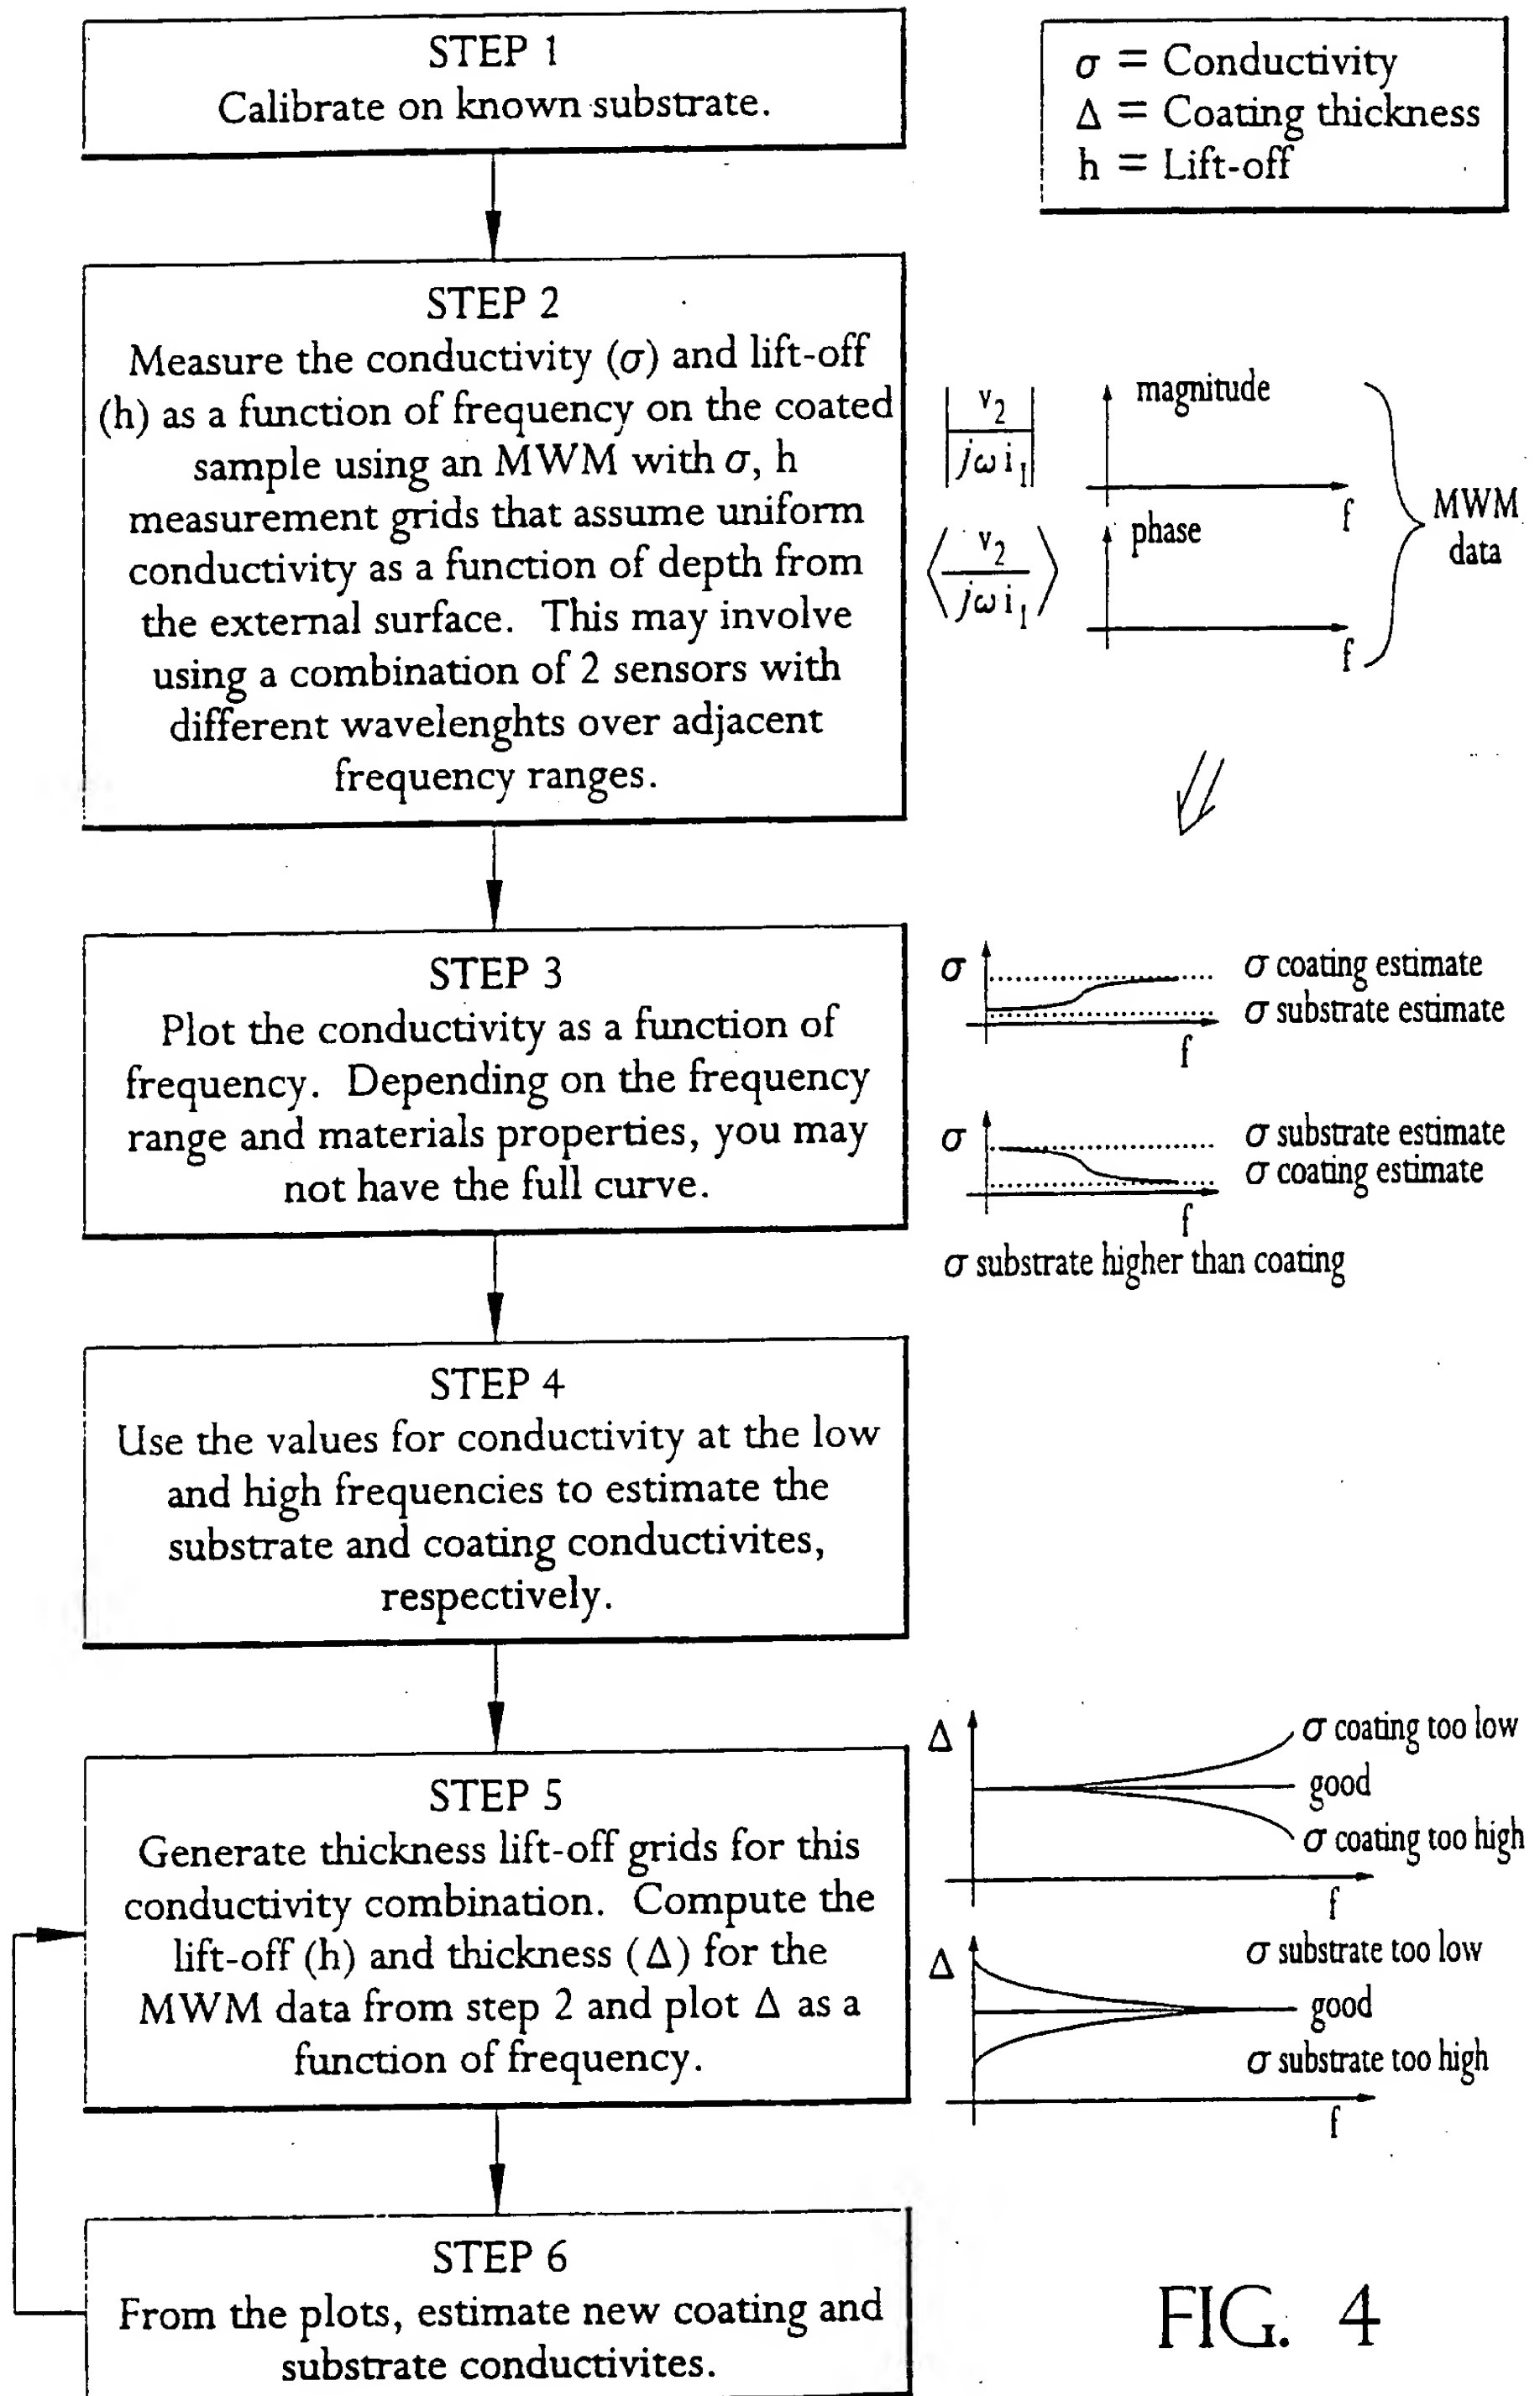 STEP 1
Calibrate on known substrate.
σ = Conductivity
Δ = Coating thickness
h = Lift-off
STEP 2
Measure the conductivity (σ) and lift-off
(h) as a function of frequency on the coated
sample using an MWM with σ, h
measurement grids that assume uniform
conductivity as a function of depth from
the external surface. This may involve
using a combination of 2 sensors with
different wavelenghts over adjacent
frequency ranges.
|v₂ / jω i₁|
magnitude
f
⟨v₂ / jω i₁⟩
phase
f
MWM
data
STEP 3
Plot the conductivity as a function of
frequency. Depending on the frequency
range and materials properties, you may
not have the full curve.
σ
σ coating estimate
σ substrate estimate
f
σ
σ substrate estimate
σ coating estimate
f
σ substrate higher than coating
STEP 4
Use the values for conductivity at the low
and high frequencies to estimate the
substrate and coating conductivites,
respectively.
STEP 5
Generate thickness lift-off grids for this
conductivity combination. Compute the
lift-off (h) and thickness (Δ) for the
MWM data from step 2 and plot Δ as a
function of frequency.
Δ
σ coating too low
good
σ coating too high
f
Δ
σ substrate too low
good
σ substrate too high
f
STEP 6
From the plots, estimate new coating and
substrate conductivites.
FIG. 4